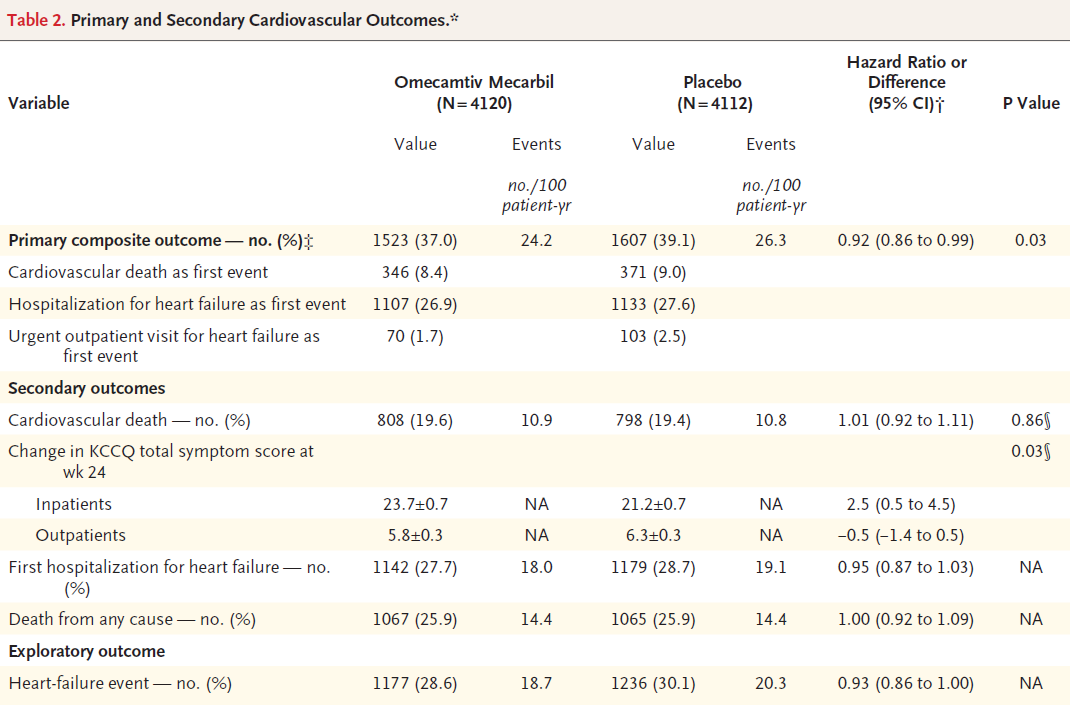 Table 2. Primary and Secondary Cardiovascular Outcomes.*
Variable Omecamtiv Mecarbil (N=4120) Placebo (N=4112) Hazard Ratio or Difference (95% CI)† P Value
Value Events Value Events
no./100 patient-yr no./100 patient-yr
Primary composite outcome — no. (%)‡ 1523 (37.0) 24.2 1607 (39.1) 26.3 0.92 (0.86 to 0.99) 0.03
Cardiovascular death as first event 346 (8.4) 371 (9.0)
Hospitalization for heart failure as first event 1107 (26.9) 1133 (27.6)
Urgent outpatient visit for heart failure as first event 70 (1.7) 103 (2.5)
Secondary outcomes
Cardiovascular death — no. (%) 808 (19.6) 10.9 798 (19.4) 10.8 1.01 (0.92 to 1.11) 0.86§
Change in KCCQ total symptom score at wk 24 0.03§
Inpatients 23.7±0.7 NA 21.2±0.7 NA 2.5 (0.5 to 4.5)
Outpatients 5.8±0.3 NA 6.3±0.3 NA −0.5 (−1.4 to 0.5)
First hospitalization for heart failure — no. (%) 1142 (27.7) 18.0 1179 (28.7) 19.1 0.95 (0.87 to 1.03) NA
Death from any cause — no. (%) 1067 (25.9) 14.4 1065 (25.9) 14.4 1.00 (0.92 to 1.09) NA
Exploratory outcome
Heart-failure event — no. (%) 1177 (28.6) 18.7 1236 (30.1) 20.3 0.93 (0.86 to 1.00) NA